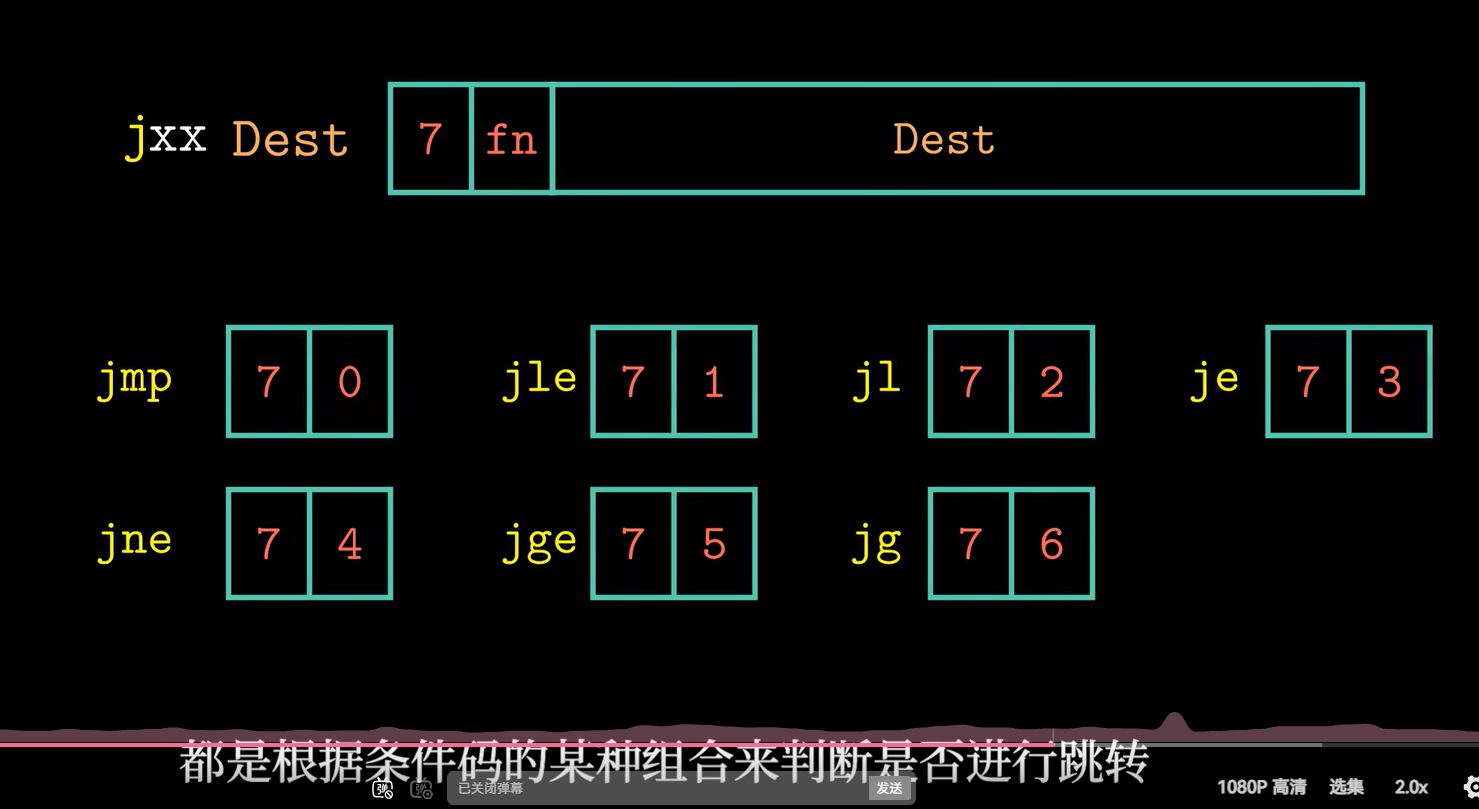 jxx Dest 7 fn Dest
jmp 7 0 jle 7 1 jl 7 2 je 7 3
jne 7 4 jge 7 5 jg 7 6
都是根据条件码的某种组合来判断是否进行跳转
弹 弹 已关闭弹幕 发送 1080P 高清 选集 2.0x